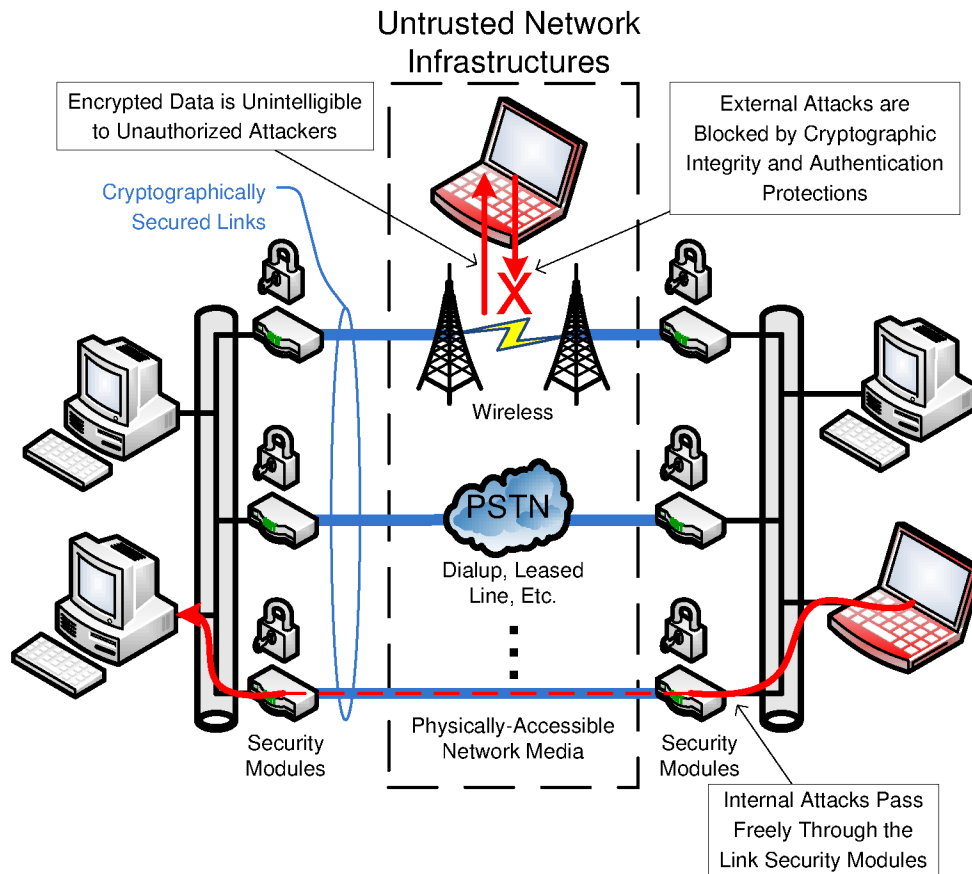 Untrusted Network
Infrastructures
Encrypted Data is Unintelligible
to Unauthorized Attackers
External Attacks are
Blocked by Cryptographic
Integrity and Authentication
Protections
Cryptographically
Secured Links
X
Wireless
PSTN
Dialup, Leased
Line, Etc.
Physically-Accessible
Network Media
Security
Modules
Security
Modules
Internal Attacks Pass
Freely Through the
Link Security Modules